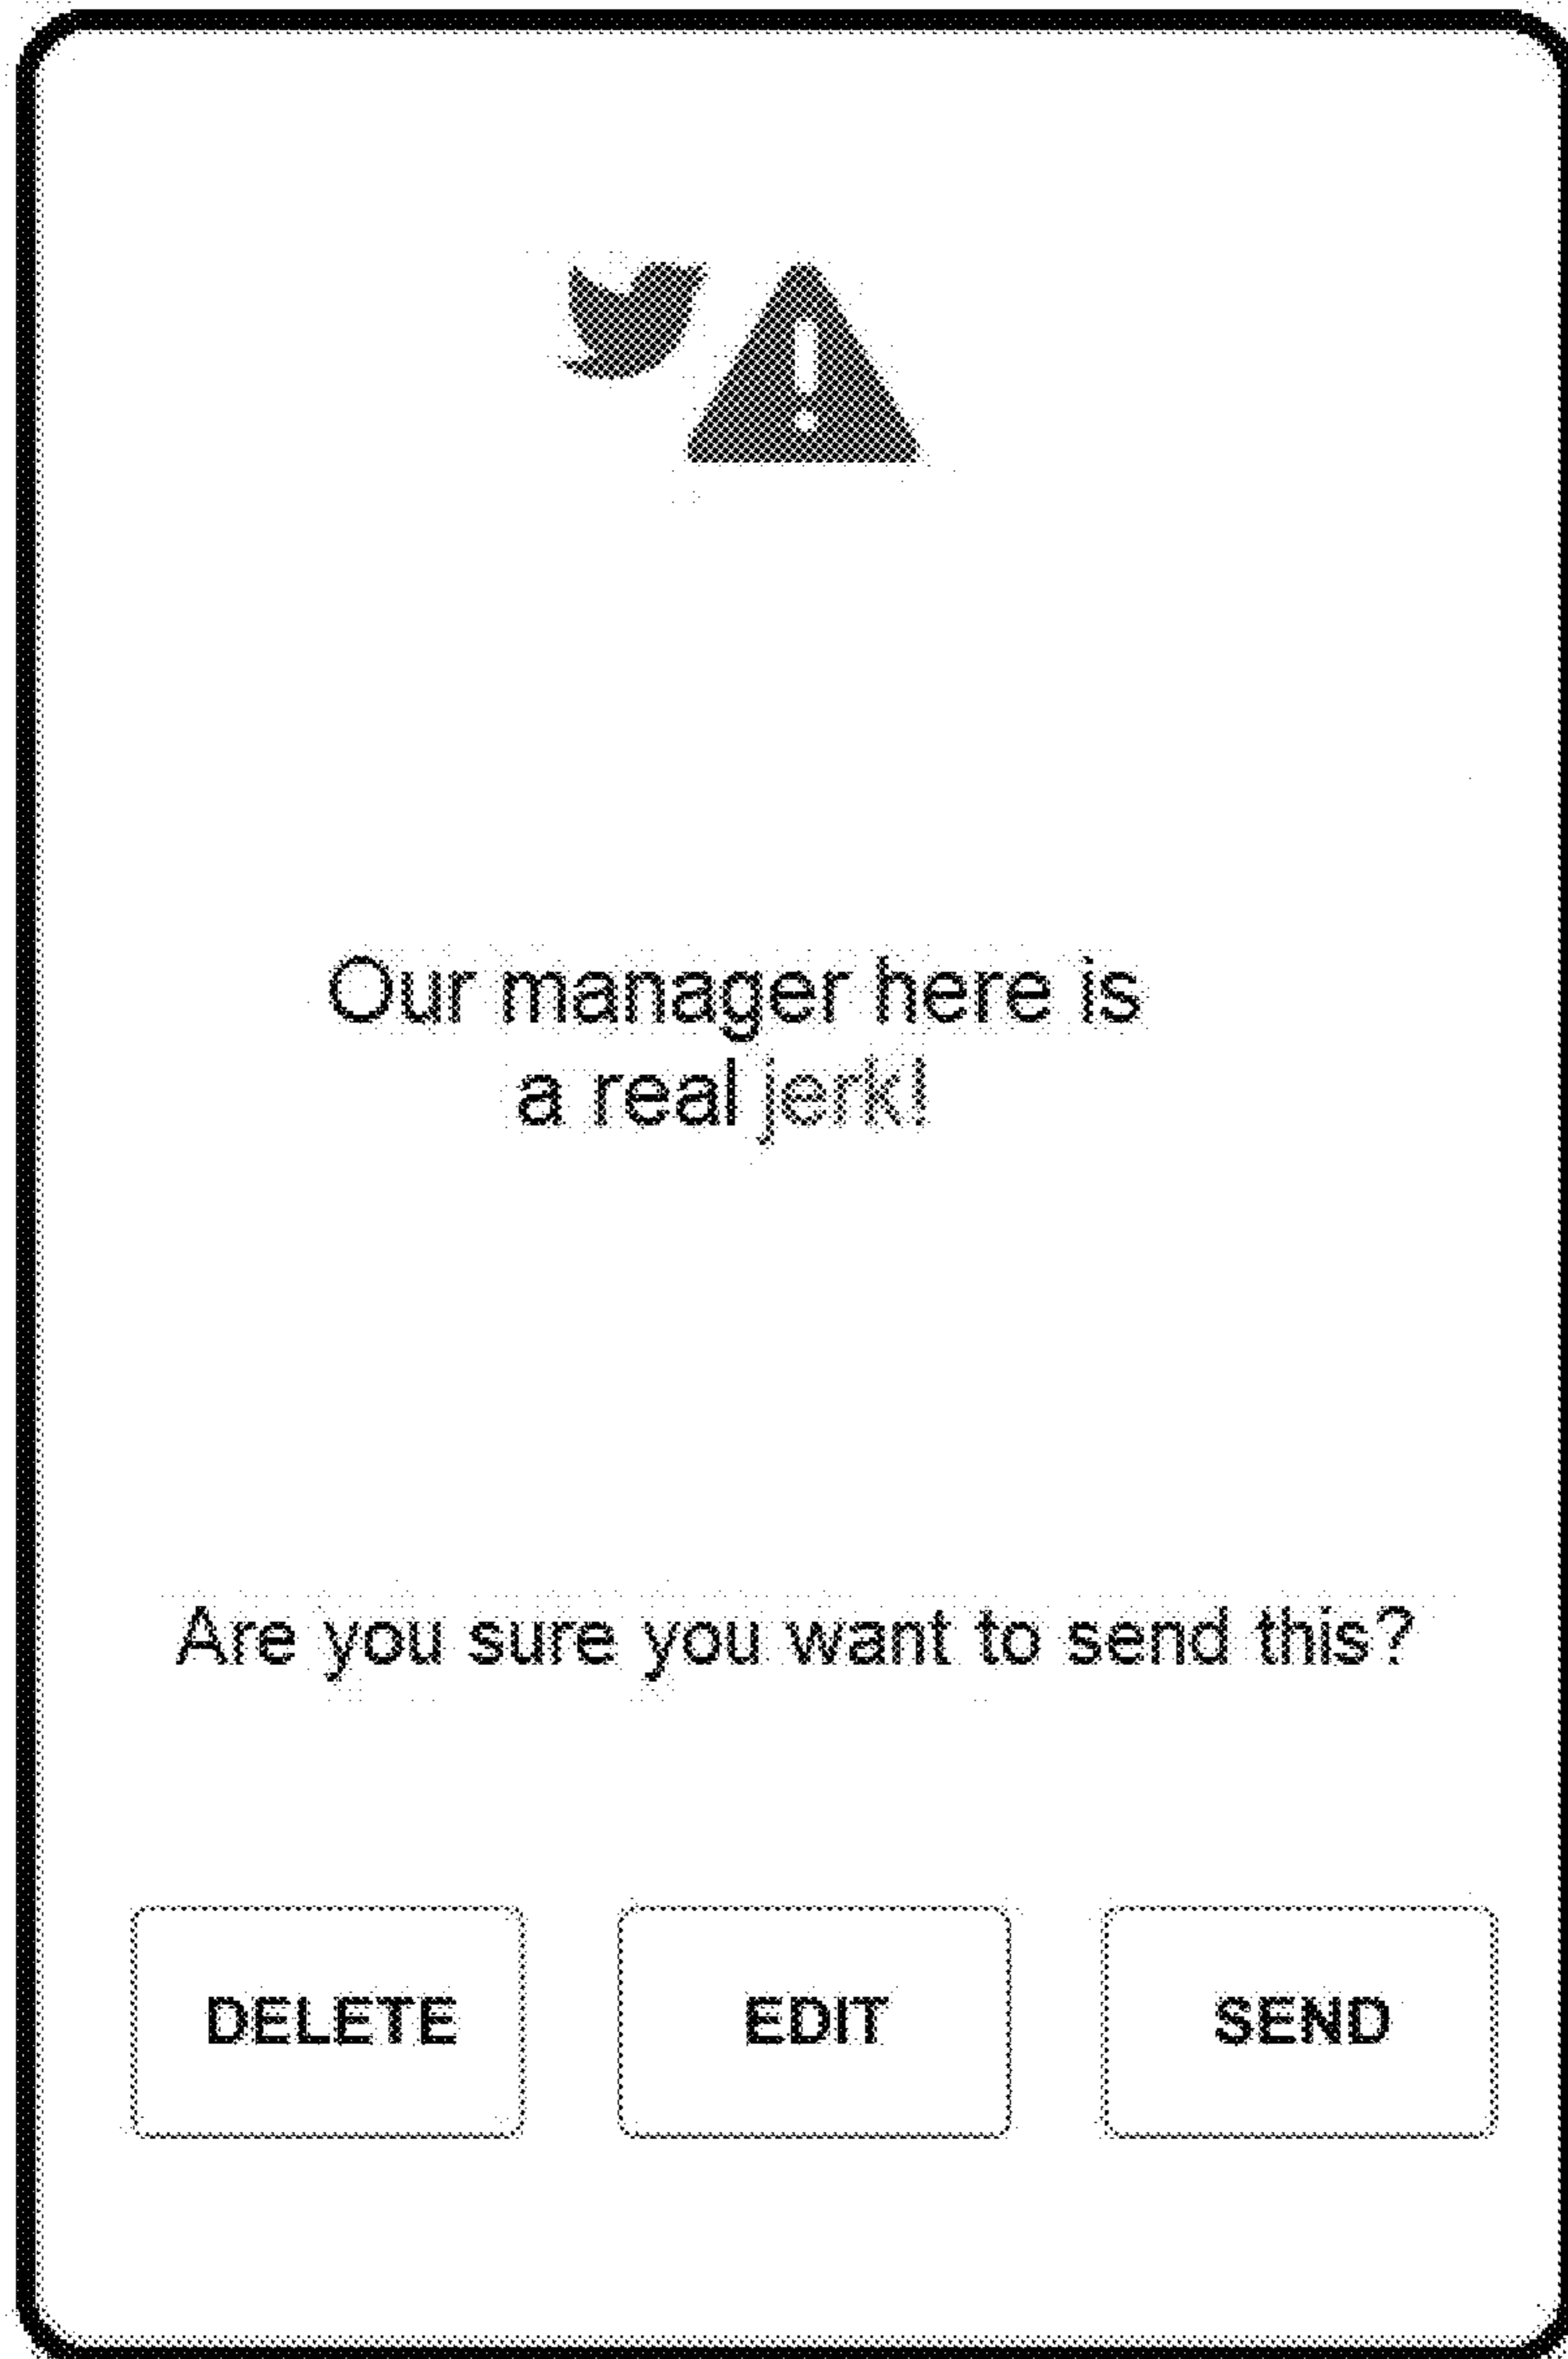 Our manager here is
a real jerk!
Are you sure you want to send this?
DELETE
EDIT
SEND